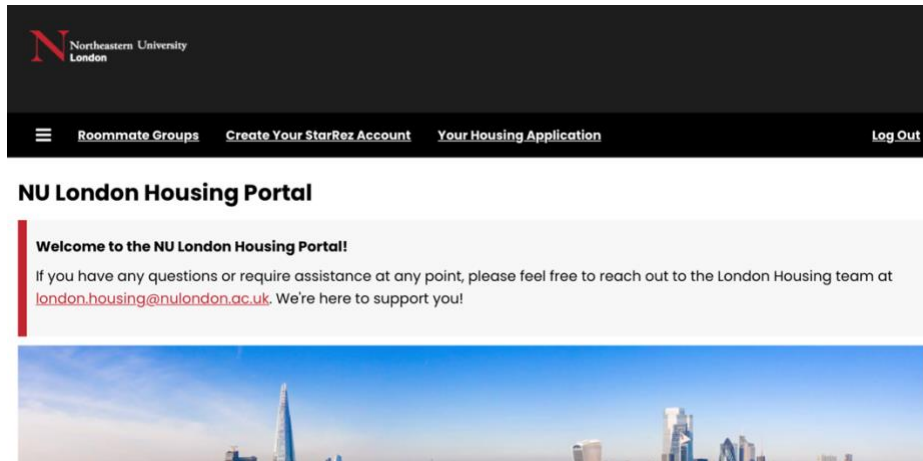 Northeastern University
London
Roommate Groups Create Your StarRez Account Your Housing Application Log Out
NU London Housing Portal
Welcome to the NU London Housing Portal!
If you have any questions or require assistance at any point, please feel free to reach out to the London Housing team at
london.housing@nulondon.ac.uk. We're here to support you!